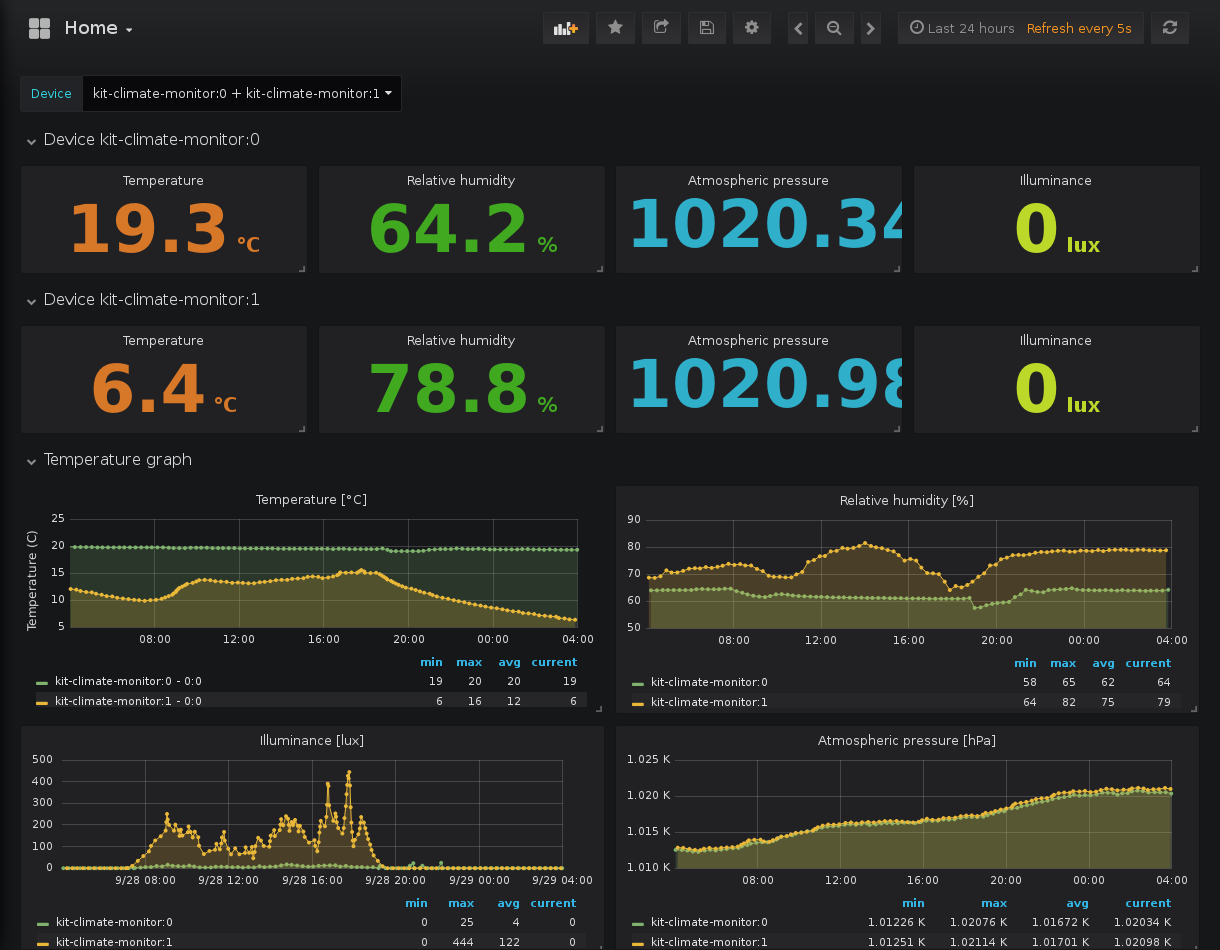 Home
Last 24 hours Refresh every 5s
Device kit-climate-monitor:0 + kit-climate-monitor:1
Device kit-climate-monitor:0
Temperature Relative humidity Atmospheric pressure Illuminance
19.3 °C 64.2 % 1020.34 0 lux
Device kit-climate-monitor:1
Temperature Relative humidity Atmospheric pressure Illuminance
6.4 °C 78.8 % 1020.98 0 lux
Temperature graph
Temperature [°C]
Temperature (C)
25
20
15
10
5
08:00 12:00 16:00 20:00 00:00 04:00
min max avg current
kit-climate-monitor:0 - 0:0 19 20 20 19
kit-climate-monitor:1 - 0:0 6 16 12 6
Relative humidity [%]
90
80
70
60
50
08:00 12:00 16:00 20:00 00:00 04:00
min max avg current
kit-climate-monitor:0 58 65 62 64
kit-climate-monitor:1 64 82 75 79
Illuminance [lux]
500
400
300
200
100
0
9/28 08:00 9/28 12:00 9/28 16:00 9/28 20:00 9/29 00:00 9/29 04:00
min max avg current
kit-climate-monitor:0 0 25 4 0
kit-climate-monitor:1 0 444 122 0
Atmospheric pressure [hPa]
1.025 K
1.020 K
1.015 K
1.010 K
08:00 12:00 16:00 20:00 00:00 04:00
min max avg current
kit-climate-monitor:0 1.01226 K 1.02076 K 1.01672 K 1.02034 K
kit-climate-monitor:1 1.01251 K 1.02114 K 1.01701 K 1.02098 K